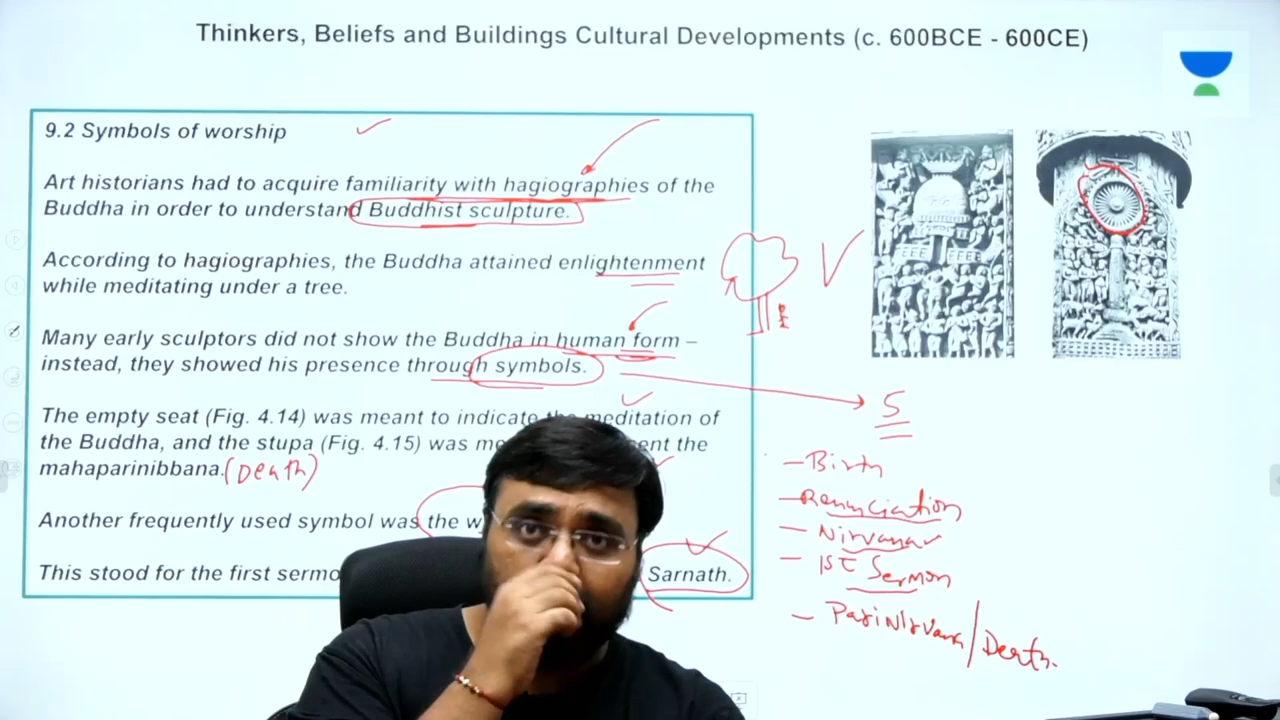 Thinkers, Beliefs and Buildings Cultural Developments (c. 600BCE - 600CE)
9.2 Symbols of worship
Art historians had to acquire familiarity with hagiographies of the
Buddha in order to understand Buddhist sculpture.
According to hagiographies, the Buddha attained enlightenment
while meditating under a tree.
Many early sculptors did not show the Buddha in human form –
instead, they showed his presence through symbols.
The empty seat (Fig. 4.14) was meant to indicate the meditation of
the Buddha, and the stupa (Fig. 4.15) was the
mahaparinibbana. (Death)
Another frequently used symbol was the
This stood for the first Sarnath.
5
- Birth
- Renunciation
- Nirvanar
- 1st Sermon
- Parinirvana / Death.